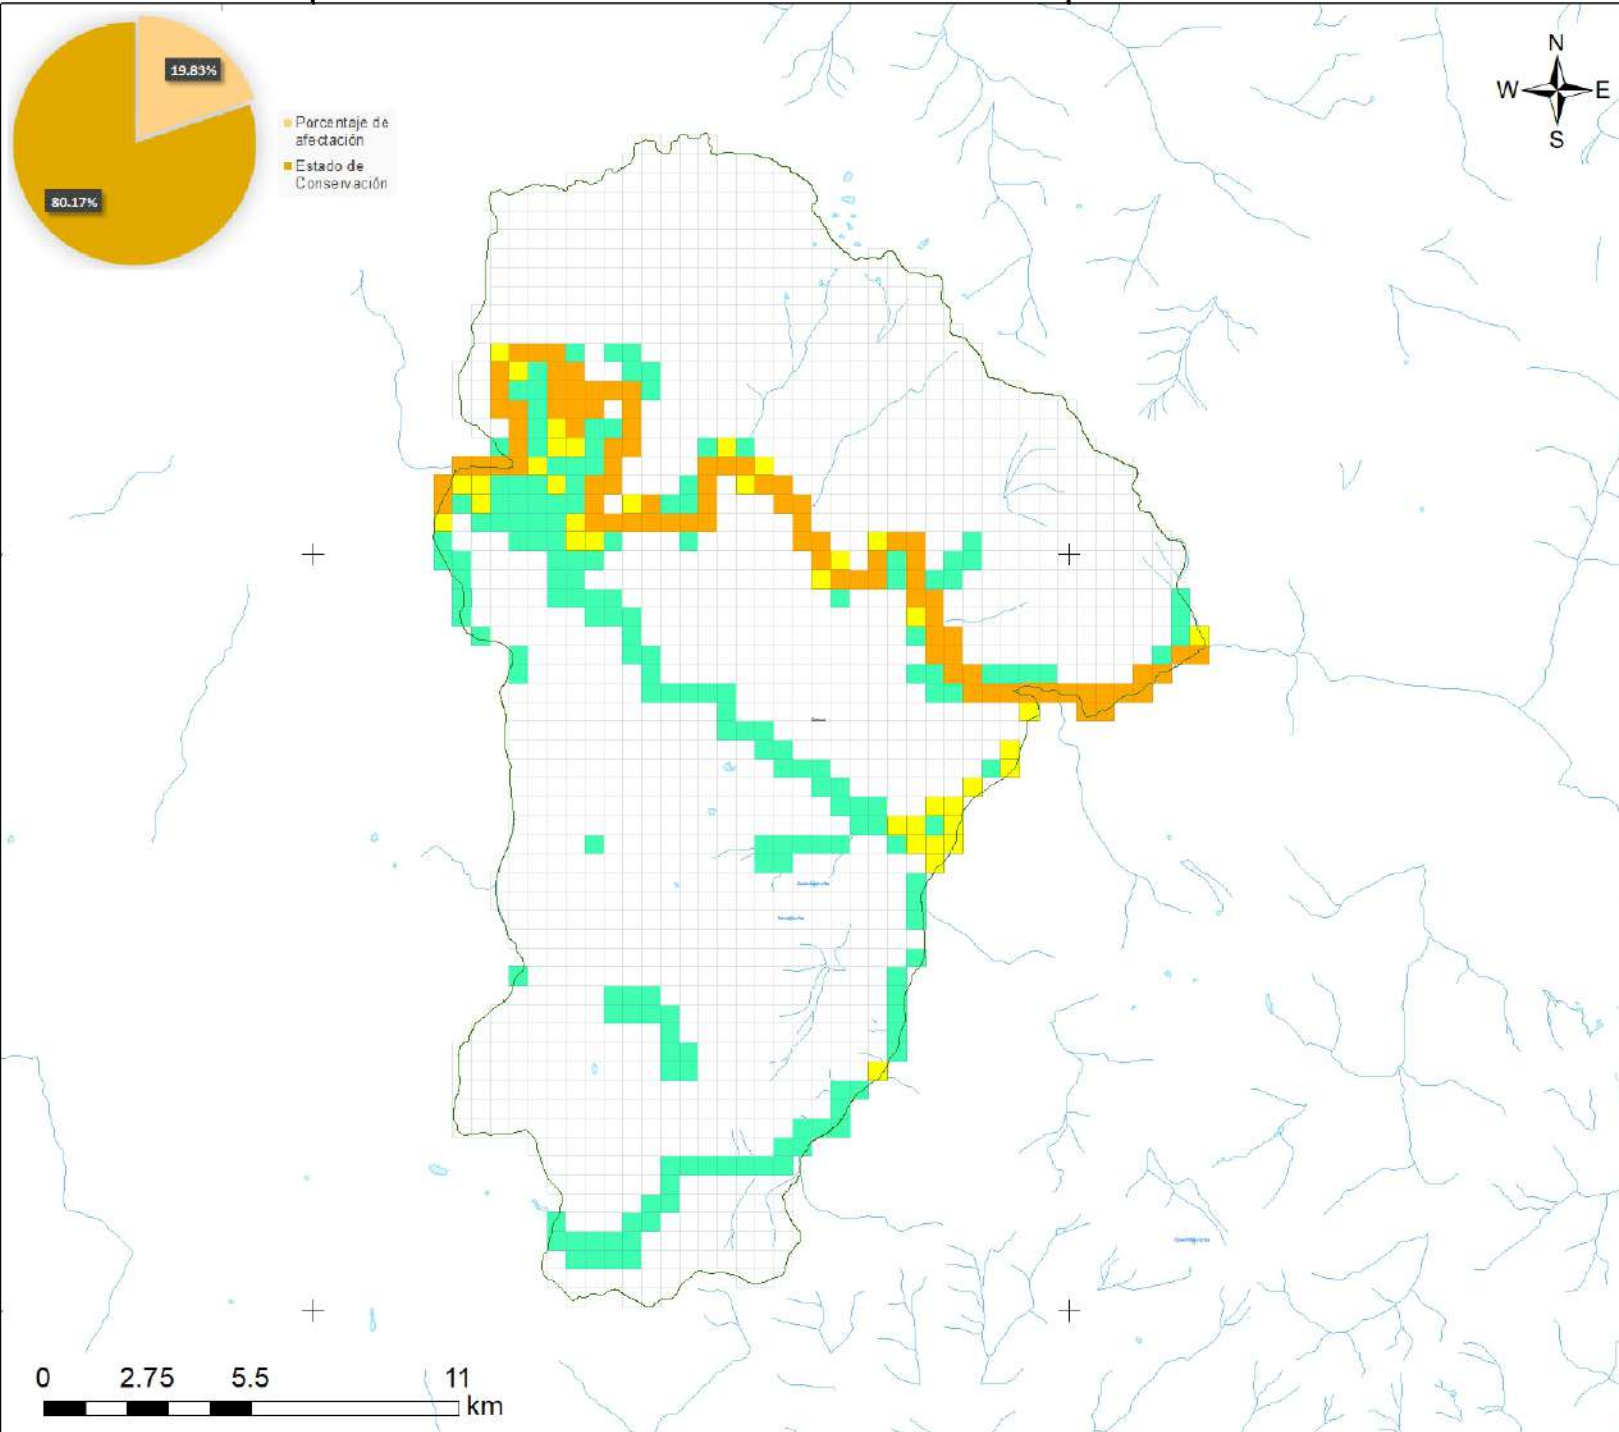 19.83%
80.17%
Porcentaje de
afectación
Estado de
Conservación
N
W
E
S
0 2.75 5.5 11
km